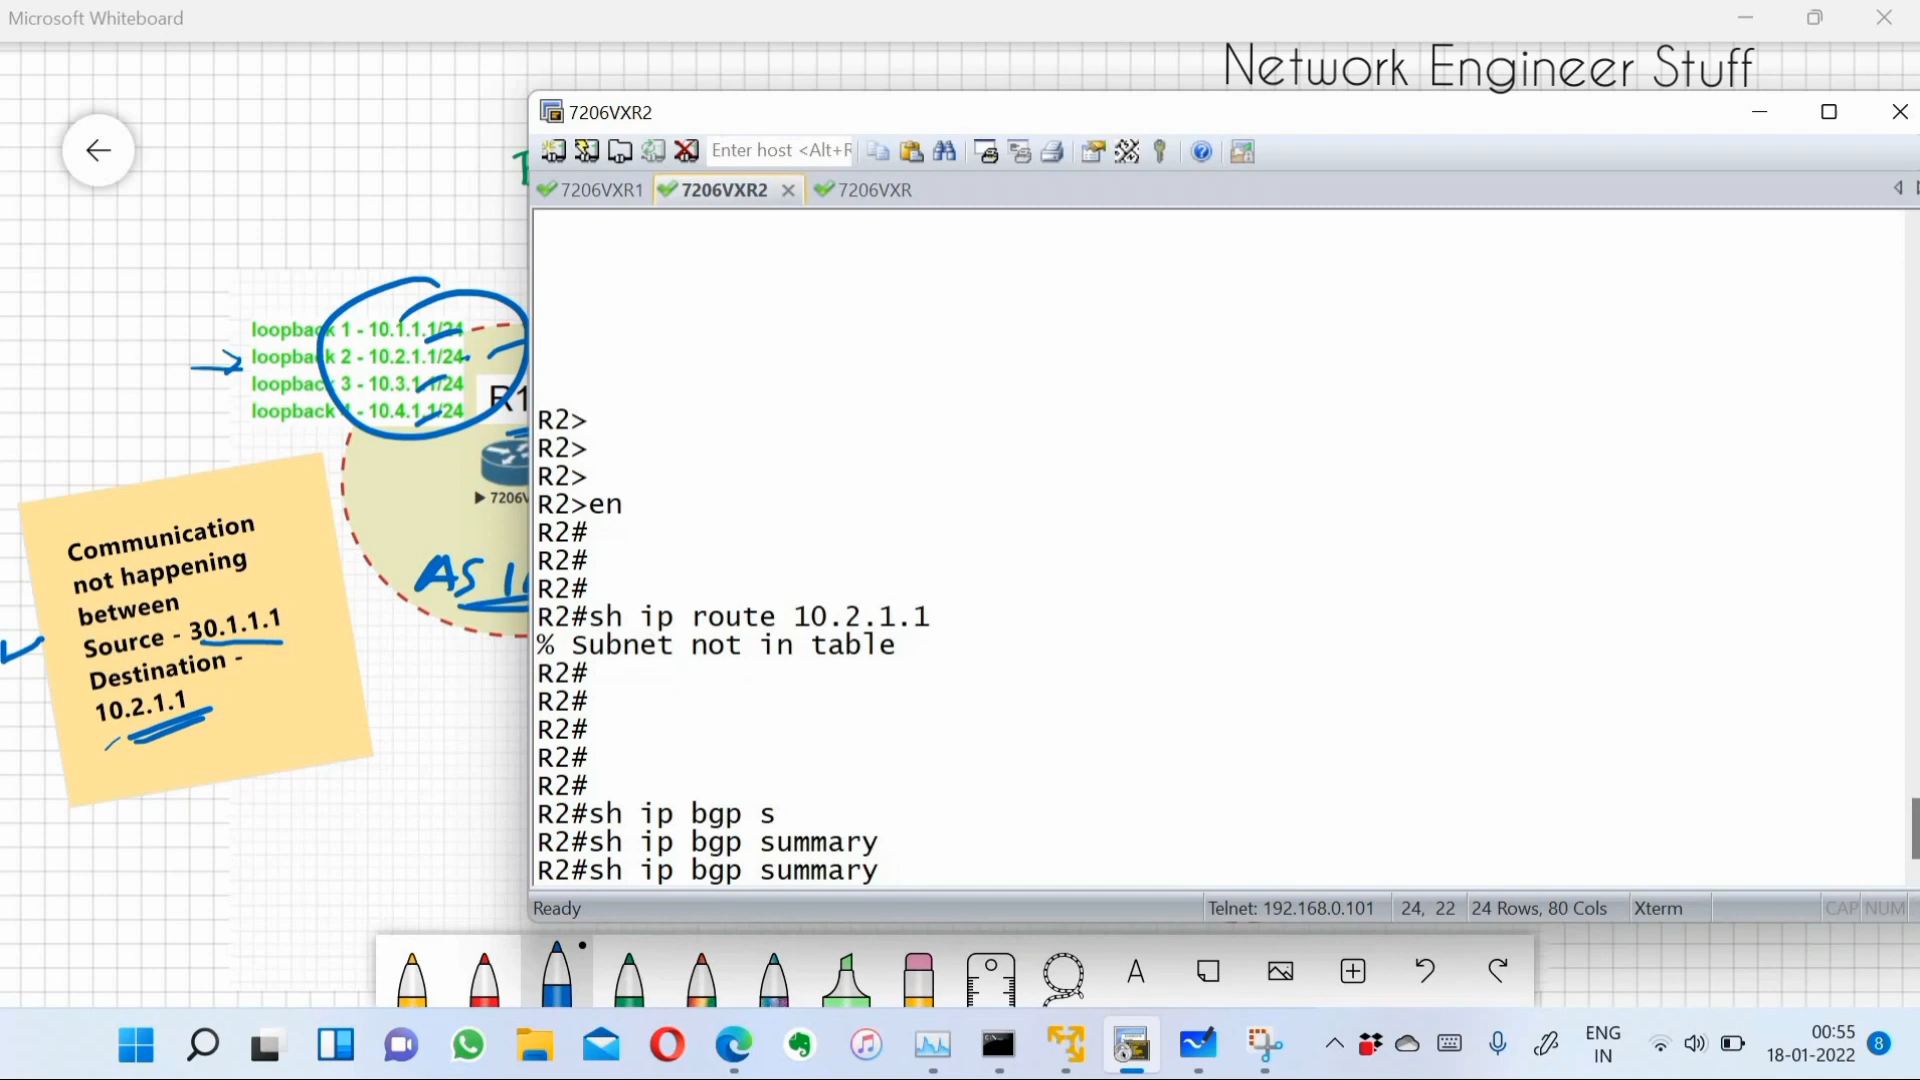 Microsoft Whiteboard
Network Engineer Stuff
7206VXR2
Enter host <Alt+R
7206VXR1
7206VXR2
7206VXR
loopback 1 - 10.1.1.1/24
loopback 2 - 10.2.1.1/24
loopback 3 - 10.3.1.1/24
loopback 4 - 10.4.1.1/24
R1
7206V
AS 1
Communication
not happening
between
Source - 30.1.1.1
Destination -
10.2.1.1
R2>
R2>
R2>
R2>en
R2#
R2#
R2#
R2#sh ip route 10.2.1.1
% Subnet not in table
R2#
R2#
R2#
R2#
R2#
R2#sh ip bgp s
R2#sh ip bgp summary
R2#sh ip bgp summary
Ready
Telnet: 192.168.0.101
24, 22
24 Rows, 80 Cols
Xterm
CAP NUM
A
ENG
IN
00:55
18-01-2022
8